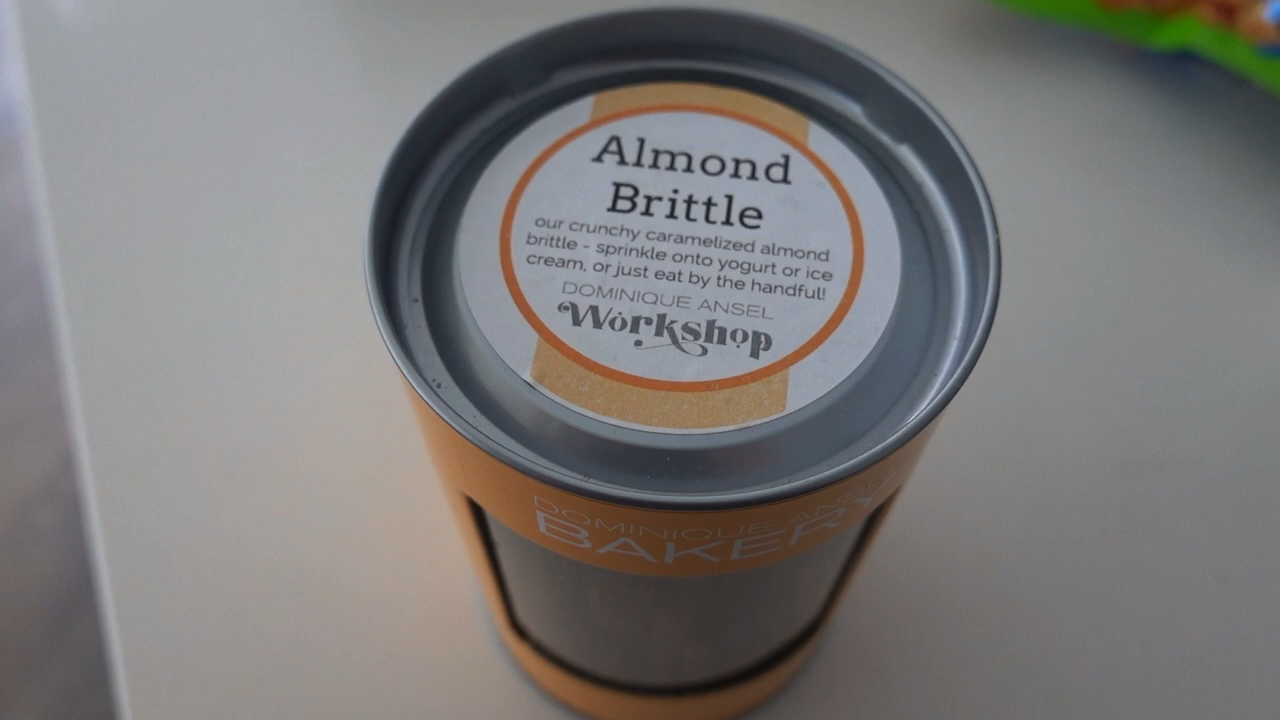 Almond
Brittle
our crunchy caramelized almond
brittle - sprinkle onto yogurt or ice
cream, or just eat by the handful!
DOMINIQUE ANSEL
Workshop
DOMINIQUE
BAKERY